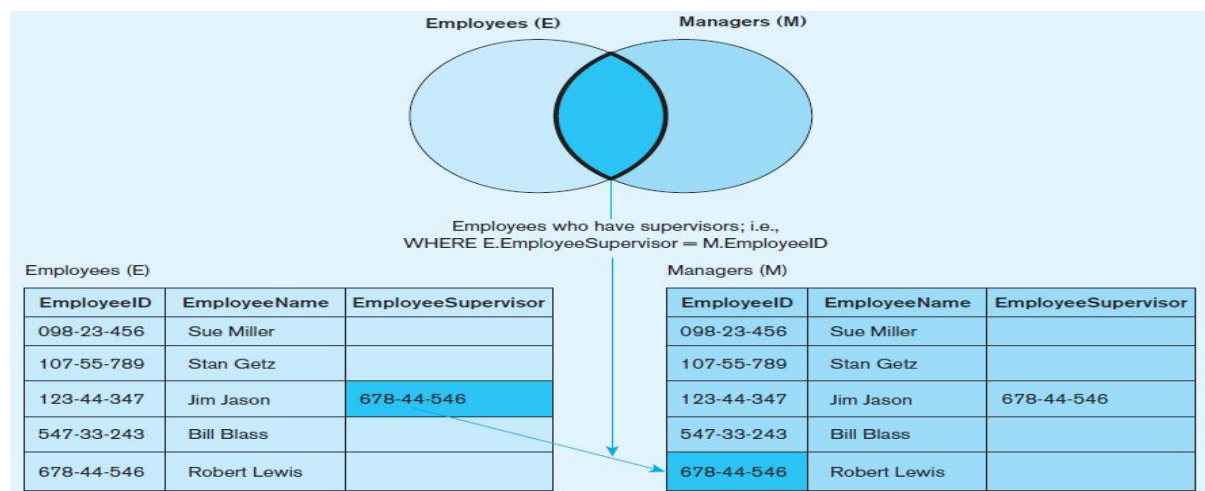 Employees (E) Managers (M)
Employees who have supervisors; i.e.,
WHERE E.EmployeeSupervisor = M.EmployeeID
Employees (E)
EmployeeID EmployeeName EmployeeSupervisor
098-23-456 Sue Miller
107-55-789 Stan Getz
123-44-347 Jim Jason 678-44-546
547-33-243 Bill Blass
678-44-546 Robert Lewis
Managers (M)
EmployeeID EmployeeName EmployeeSupervisor
098-23-456 Sue Miller
107-55-789 Stan Getz
123-44-347 Jim Jason 678-44-546
547-33-243 Bill Blass
678-44-546 Robert Lewis